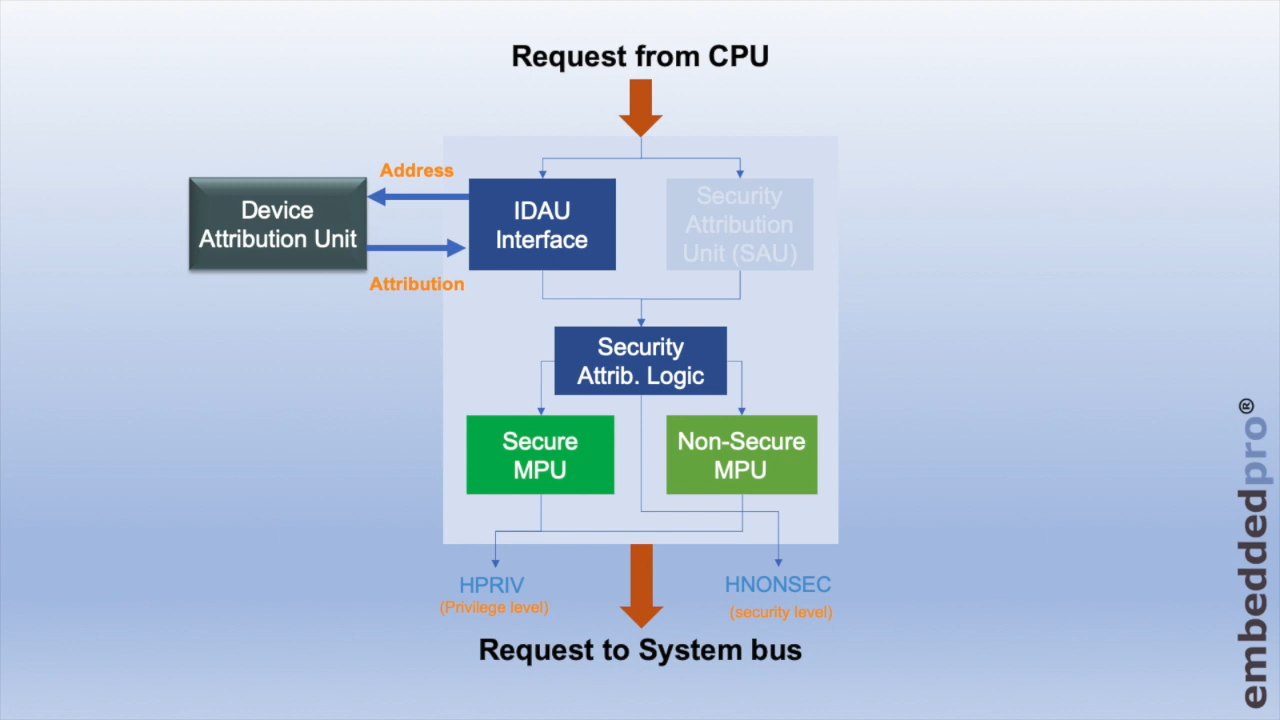 Request from CPU
Address
Device
Attribution Unit
Attribution
IDAU
Interface
Security
Attribution
Unit (SAU)
Security
Attrib. Logic
Secure
MPU
Non-Secure
MPU
HPRIV
(Privilege level)
HNONSEC
(security level)
Request to System bus
embeddedpro®